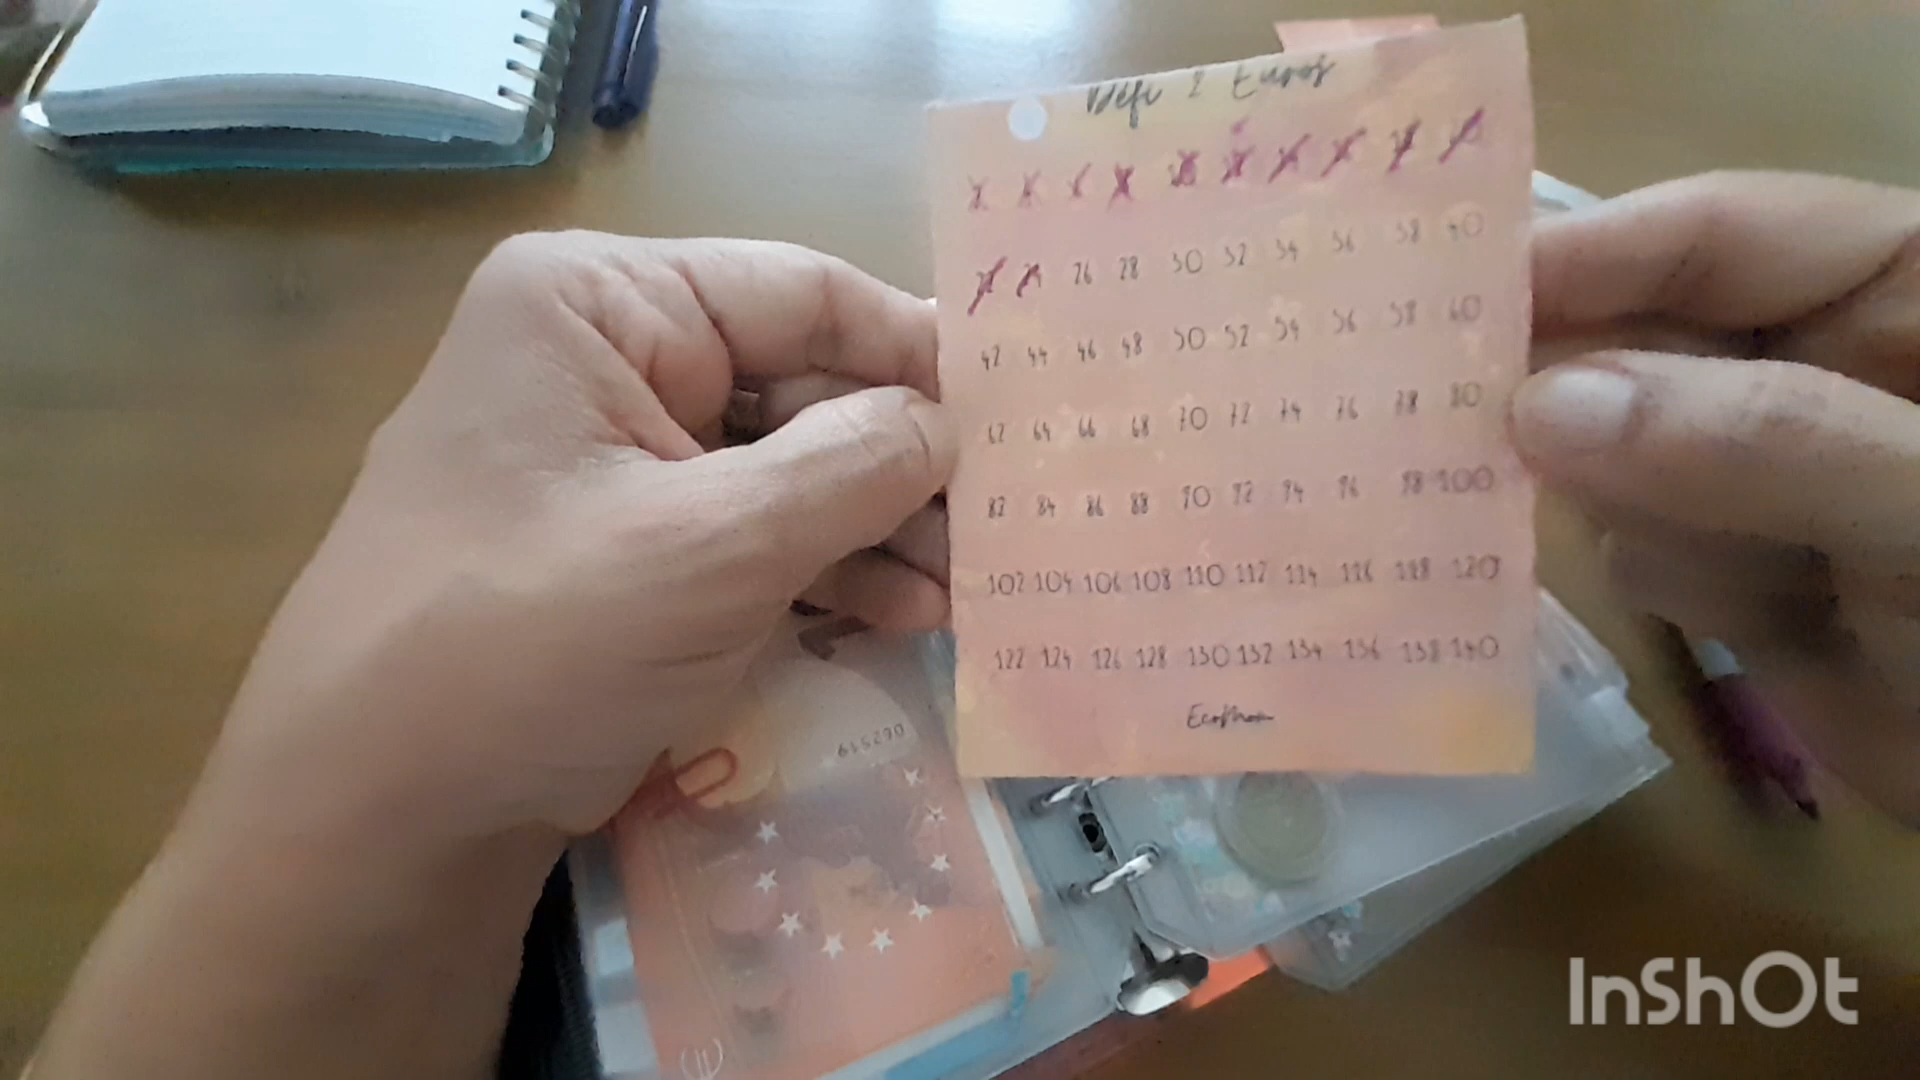 Défi 2 Euros
26 28 30 32 34 36 38 40
42 44 46 48 50 52 54 56 58 60
62 64 66 68 70 72 74 76 78 80
82 84 86 88 90 92 94 96 98 100
102 104 106 108 110 112 114 116 118 120
122 124 126 128 130 132 134 136 138 140
EcoMom
062519
InShOt